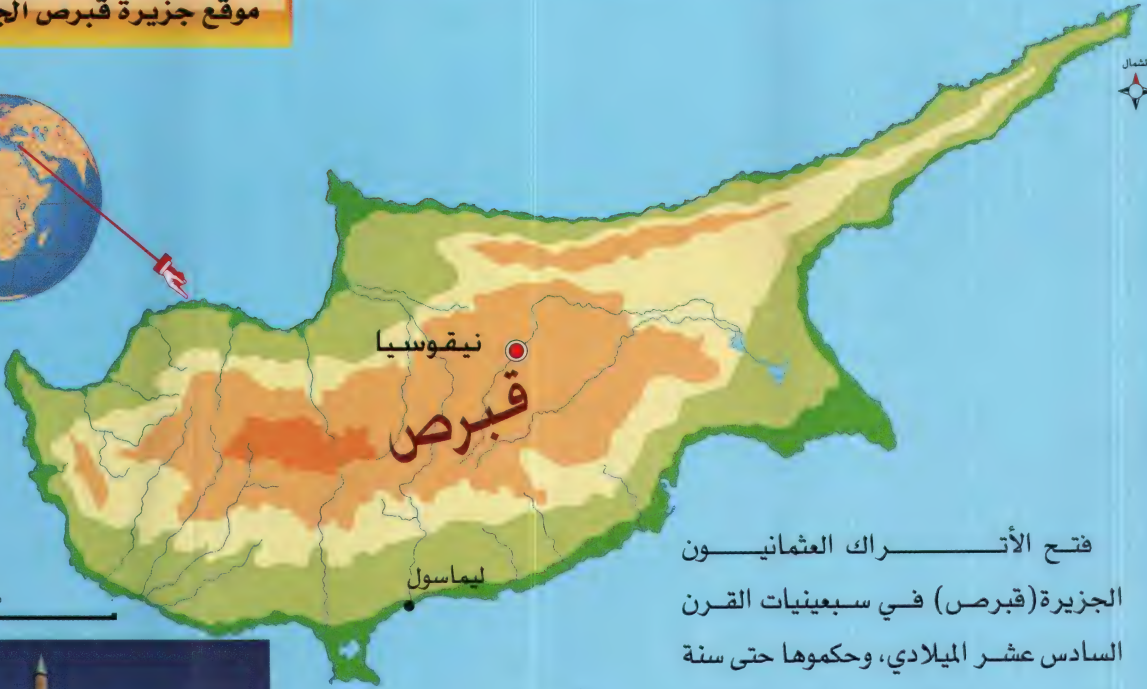 موقع جزيرة قبرص
الشمال
نيقوسيا
قبرص
ليماسول
فتح الأتراك العثمانيون
الجزيرة(قبرص) في سبعينيات القرن
السادس عشر الميلادي، وحكموها حتى سنة